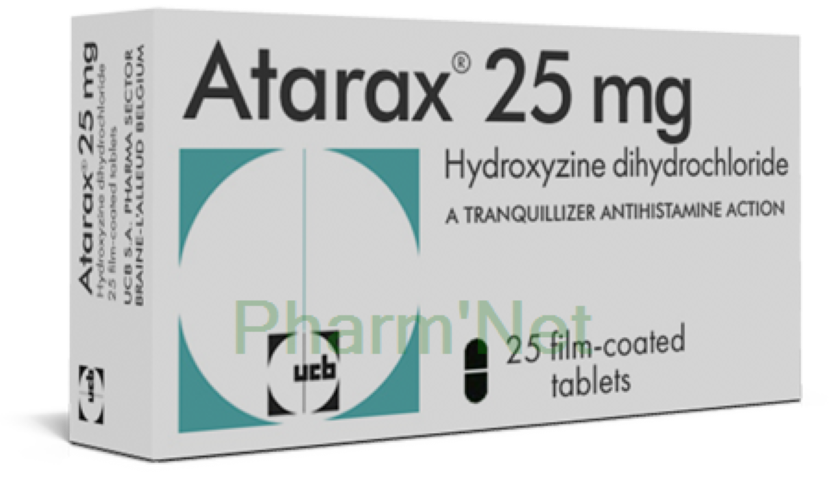 Atarax® 25 mg
Hydroxyzine dihydrochloride
25 film-coated tablets
UCB S.A. PHARMA SECTOR
BRAINE-L'ALLEUD BELGIUM
ucb
Atarax® 25 mg
Hydroxyzine dihydrochloride
A TRANQUILLIZER ANTIHISTAMINE ACTION
Pharm'Net
ucb
25 film-coated
tablets